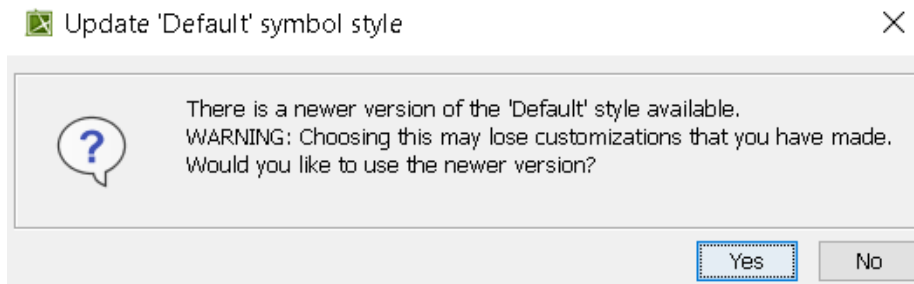 Update 'Default' symbol style
There is a newer version of the 'Default' style available.
WARNING: Choosing this may lose customizations that you have made.
Would you like to use the newer version?
Yes No